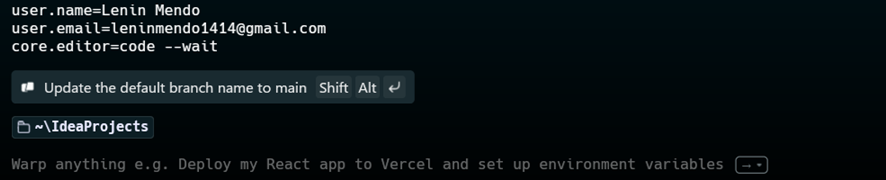 user.name=Lenin Mendo
user.email=leninmendo1414@gmail.com
core.editor=code --wait
Update the default branch name to main Shift Alt ↵
~\IdeaProjects
Warp anything e.g. Deploy my React app to Vercel and set up environment variables →